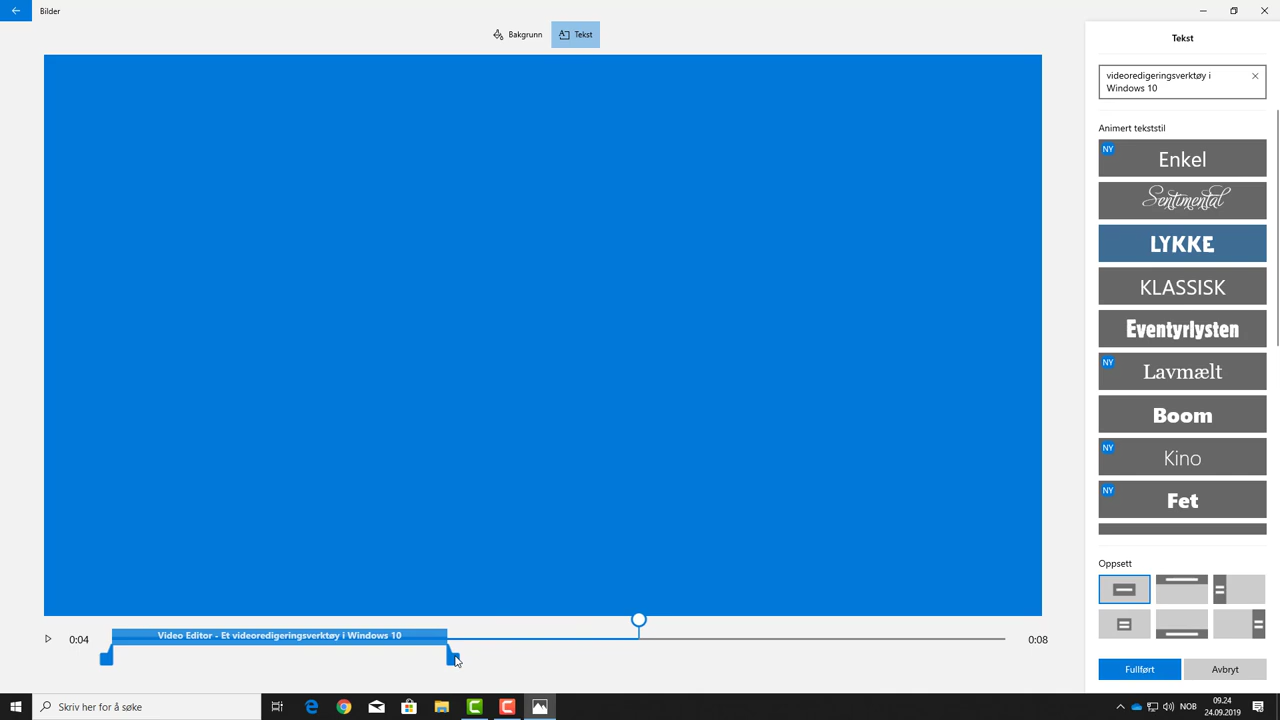 Bilder
Bakgrunn
Tekst
Tekst
videoredigeringsverktøy i
Windows 10
Animert tekststil
NY
Enkel
Sentimental
LYKKE
KLASSISK
Eventyrlysten
NY
Lavmælt
Boom
NY
Kino
NY
Fet
Oppsett
0:04
Video Editor - Et videoredigeringsverktøy i Windows 10
0:08
Fullført
Avbryt
Skriv her for å søke
NOB
09.24
24.09.2019